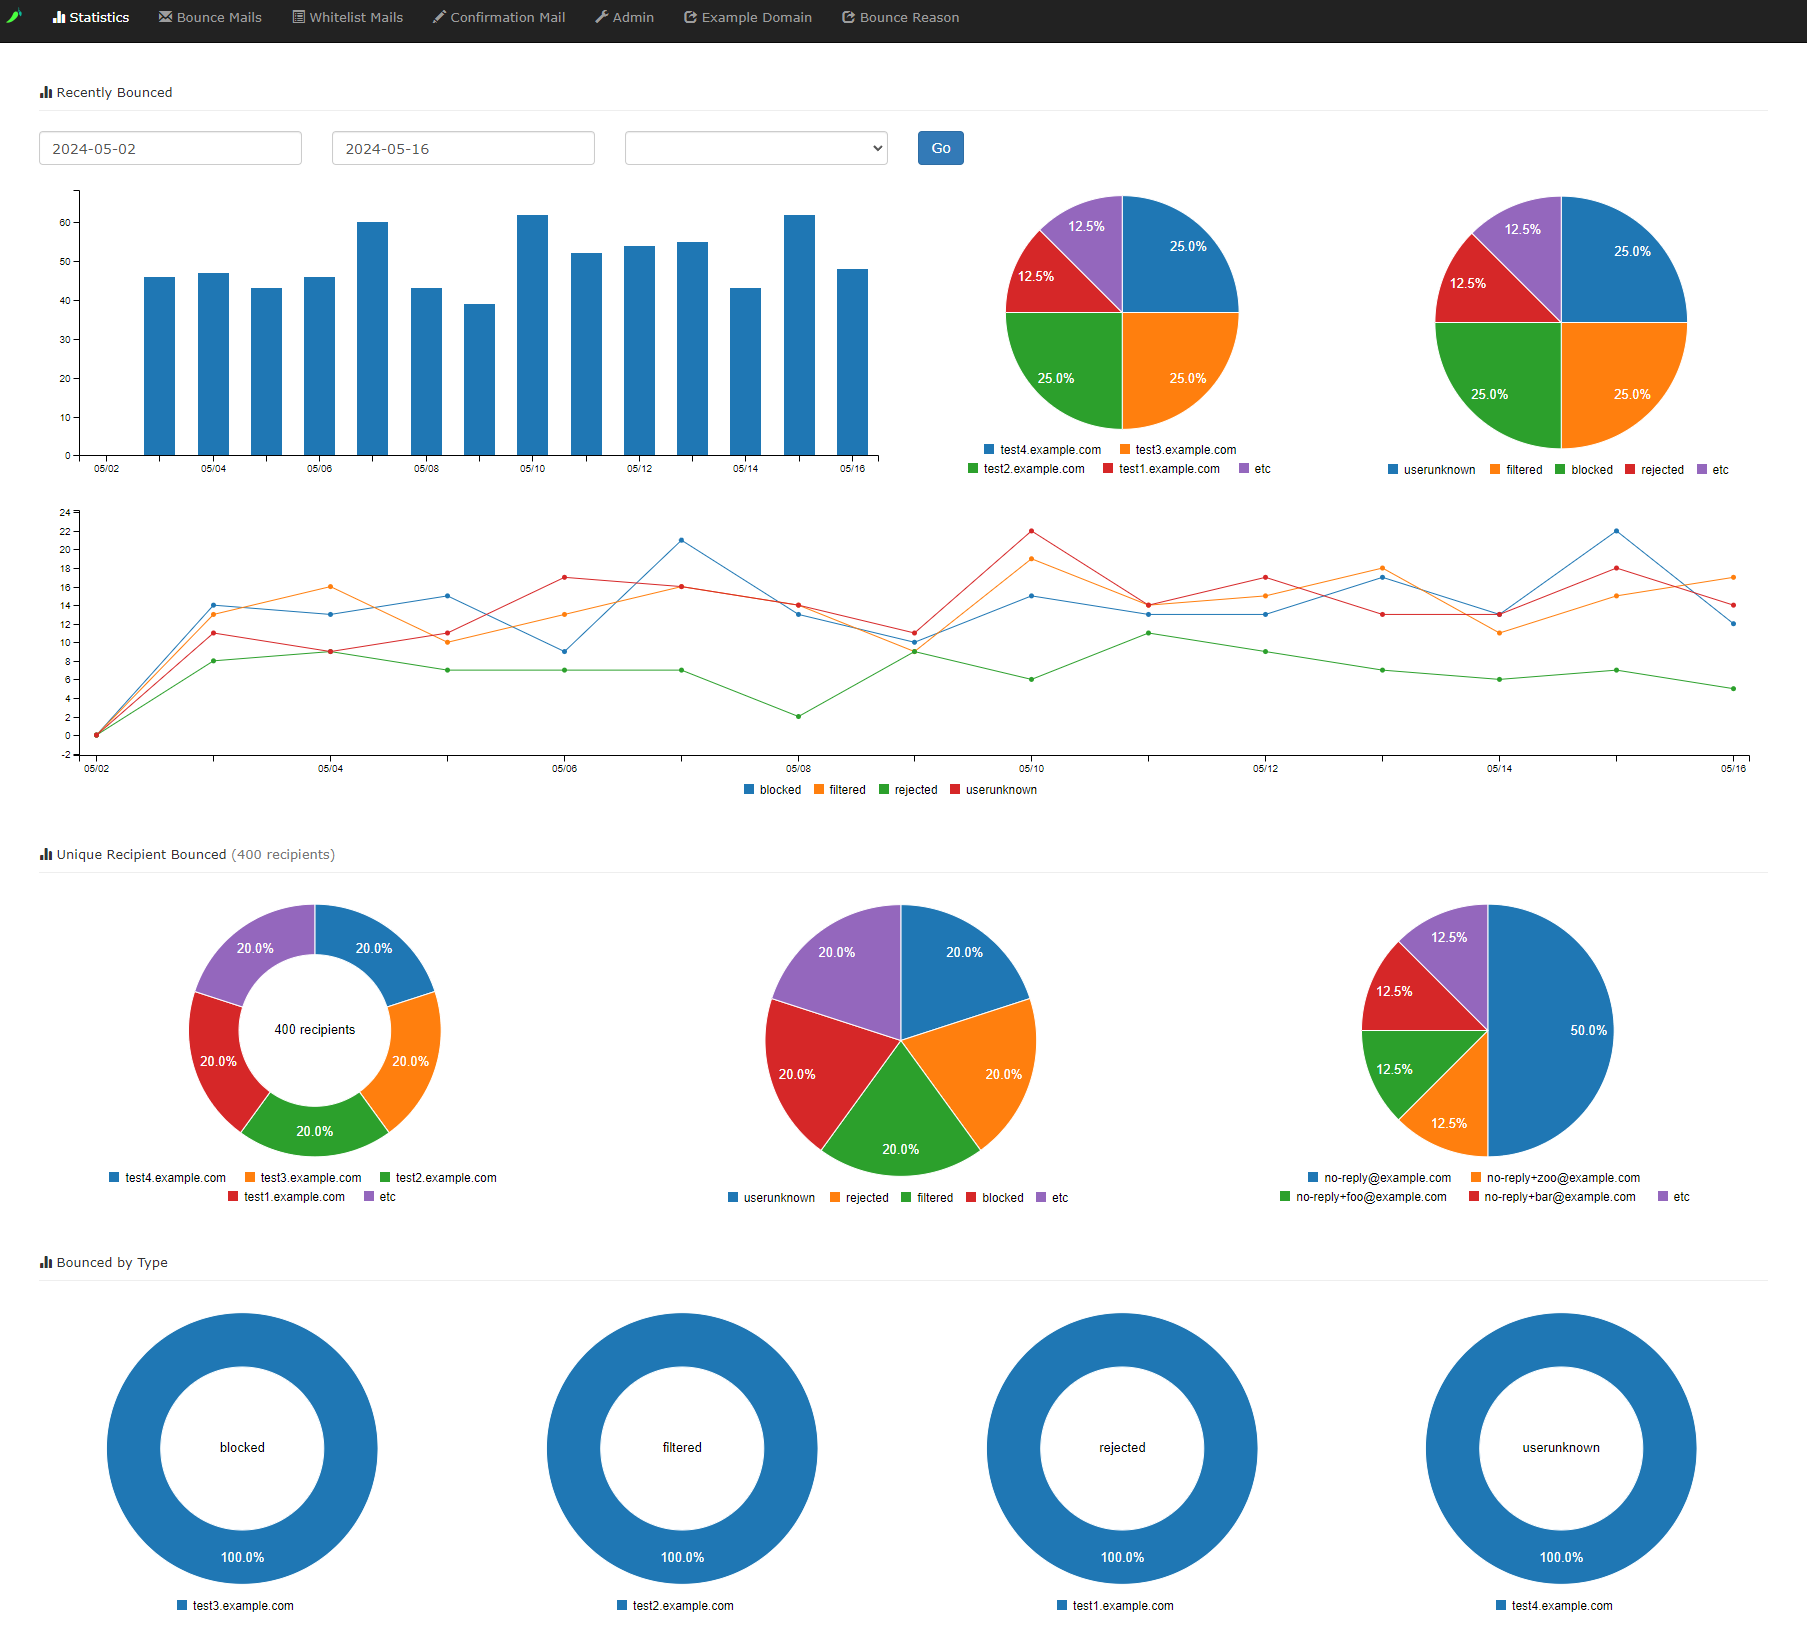 Statistics Bounce Mails Whitelist Mails Confirmation Mail Admin Example Domain Bounce Reason
Recently Bounced
2024-05-02 2024-05-16 Go
60
50
40
30
20
10
0
05/02 05/04 05/06 05/08 05/10 05/12 05/14 05/16
12.5% 25.0%
12.5%
25.0% 25.0%
test4.example.com test3.example.com
test2.example.com test1.example.com etc
12.5% 25.0%
12.5%
25.0% 25.0%
userunknown filtered blocked rejected etc
24
22
20
18
16
14
12
10
8
6
4
2
0
-2
05/02 05/04 05/06 05/08 05/10 05/12 05/14 05/16
blocked filtered rejected userunknown
Unique Recipient Bounced (400 recipients)
20.0% 20.0%
400 recipients
20.0% 20.0%
20.0%
test4.example.com test3.example.com test2.example.com
test1.example.com etc
20.0% 20.0%
20.0% 20.0%
20.0%
userunknown rejected filtered blocked etc
12.5%
12.5%
50.0%
12.5%
12.5%
no-reply@example.com no-reply+zoo@example.com
no-reply+foo@example.com no-reply+bar@example.com etc
Bounced by Type
blocked
100.0%
test3.example.com
filtered
100.0%
test2.example.com
rejected
100.0%
test1.example.com
userunknown
100.0%
test4.example.com